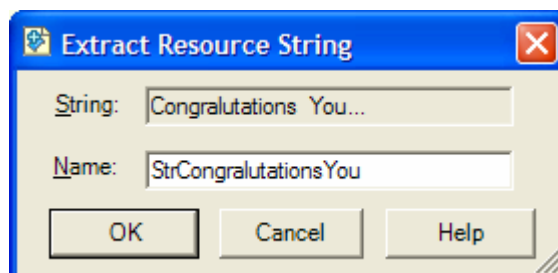 Extract Resource String
String: Congralutations  You...
Name: StrCongralutationsYou
OK Cancel Help